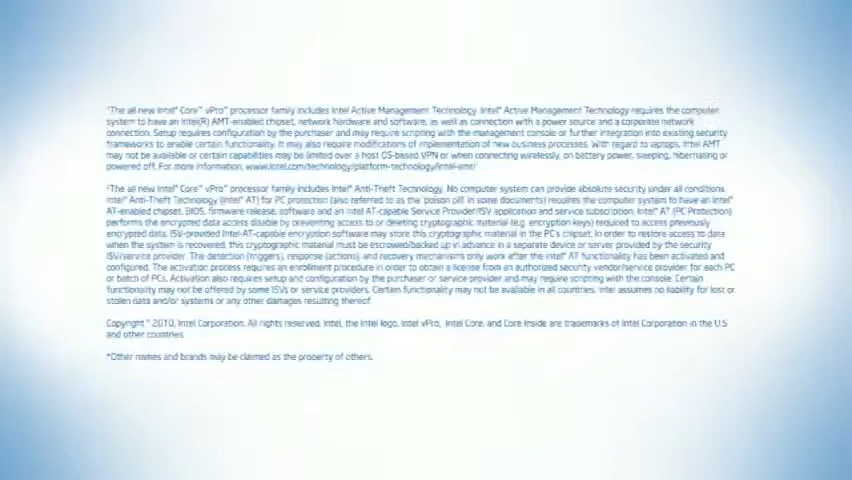 ¹The all new Intel® Core™ vPro™ processor family includes Intel Active Management Technology. Intel® Active Management Technology requires the computer
system to have an Intel(R) AMT-enabled chipset, network hardware and software, as well as connection with a power source and a corporate network
connection. Setup requires configuration by the purchaser and may require scripting with the management console or further integration into existing security
frameworks to enable certain functionality. It may also require modifications of implementation of new business processes. With regard to laptops, Intel AMT
may not be available or certain capabilities may be limited over a host OS-based VPN or when connecting wirelessly, on battery power, sleeping, hibernating or
powered off. For more information, www.intel.com/technology/platform-technology/intel-amt/
²The all new Intel® Core™ vPro™ processor family includes Intel® Anti-Theft Technology. No computer system can provide absolute security under all conditions.
Intel® Anti-Theft Technology (Intel® AT) for PC protection (also referred to as the 'poison pill' in some documents) requires the computer system to have an Intel®
AT-enabled chipset, BIOS, firmware release, software and an Intel AT-capable Service Provider/ISV application and service subscription. Intel® AT (PC Protection)
performs the encrypted data access disable by preventing access to or deleting cryptographic material (e.g. encryption keys) required to access previously
encrypted data. ISV-provided Intel-AT-capable encryption software may store this cryptographic material in the PC's chipset. In order to restore access to data
when the system is recovered, this cryptographic material must be escrowed/backed up in advance in a separate device or server provided by the security
ISV/service provider. The detection (triggers), response (actions), and recovery mechanisms only work after the Intel® AT functionality has been activated and
configured. The activation process requires an enrollment procedure in order to obtain a license from an authorized security vendor/service provider for each PC
or batch of PCs. Activation also requires setup and configuration by the purchaser or service provider and may require scripting with the console. Certain
functionality may not be offered by some ISVs or service providers. Certain functionality may not be available in all countries. Intel assumes no liability for lost or
stolen data and/or systems or any other damages resulting thereof.
Copyright © 2010, Intel Corporation. All rights reserved. Intel, the Intel logo, Intel vPro, Intel Core, and Core Inside are trademarks of Intel Corporation in the U.S
and other countries.
*Other names and brands may be claimed as the property of others.